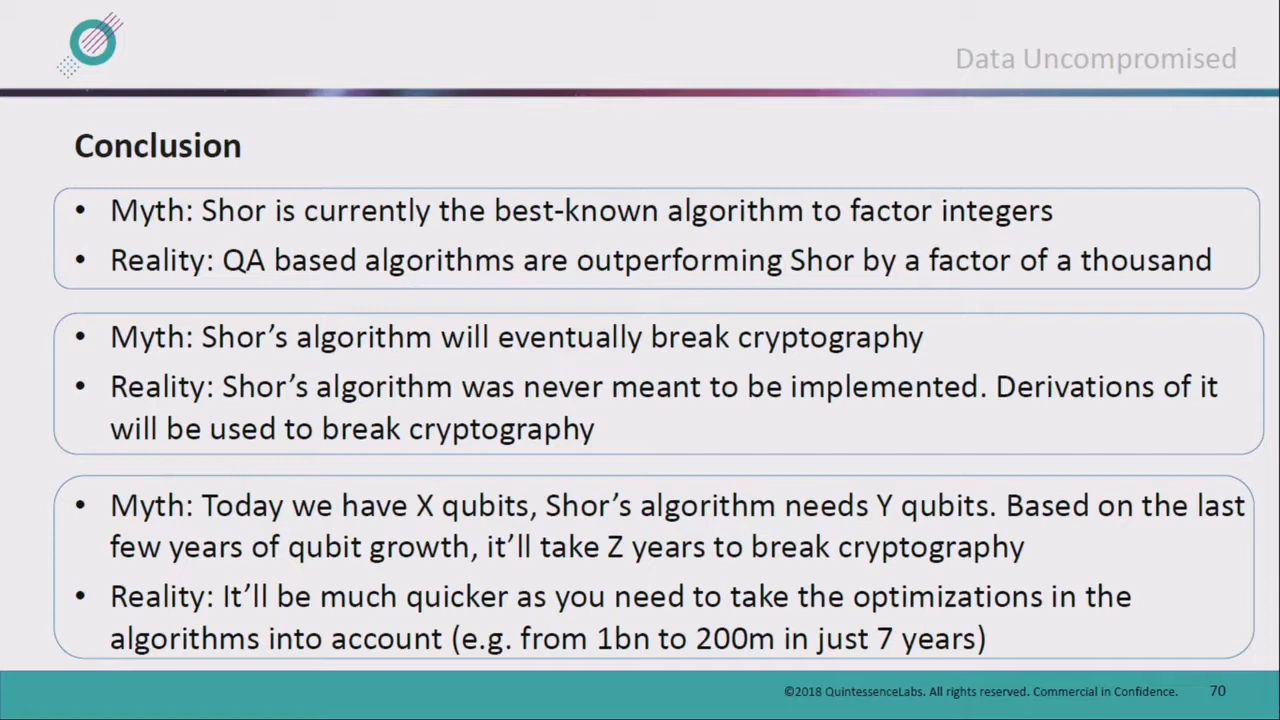 Data Uncompromised
Conclusion
• Myth: Shor is currently the best-known algorithm to factor integers
• Reality: QA based algorithms are outperforming Shor by a factor of a thousand
• Myth: Shor’s algorithm will eventually break cryptography
• Reality: Shor’s algorithm was never meant to be implemented. Derivations of it
will be used to break cryptography
• Myth: Today we have X qubits, Shor’s algorithm needs Y qubits. Based on the last
few years of qubit growth, it’ll take Z years to break cryptography
• Reality: It’ll be much quicker as you need to take the optimizations in the
algorithms into account (e.g. from 1bn to 200m in just 7 years)
©2018 QuintessenceLabs. All rights reserved. Commercial in Confidence. 70